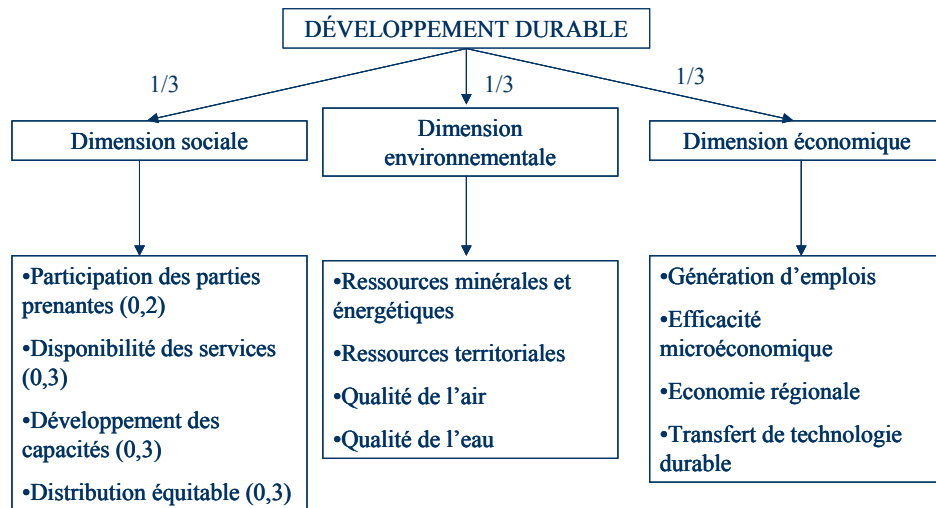 DÉVELOPPEMENT DURABLE
1/3
1/3
1/3
Dimension sociale
Dimension
environnementale
Dimension économique
•Participation des parties
prenantes (0,2)
•Disponibilité des services
(0,3)
•Développement des
capacités (0,3)
•Distribution équitable (0,3)
•Ressources minérales et
énergétiques
•Ressources territoriales
•Qualité de l’air
•Qualité de l’eau
•Génération d’emplois
•Efficacité
microéconomique
•Economie régionale
•Transfert de technologie
durable